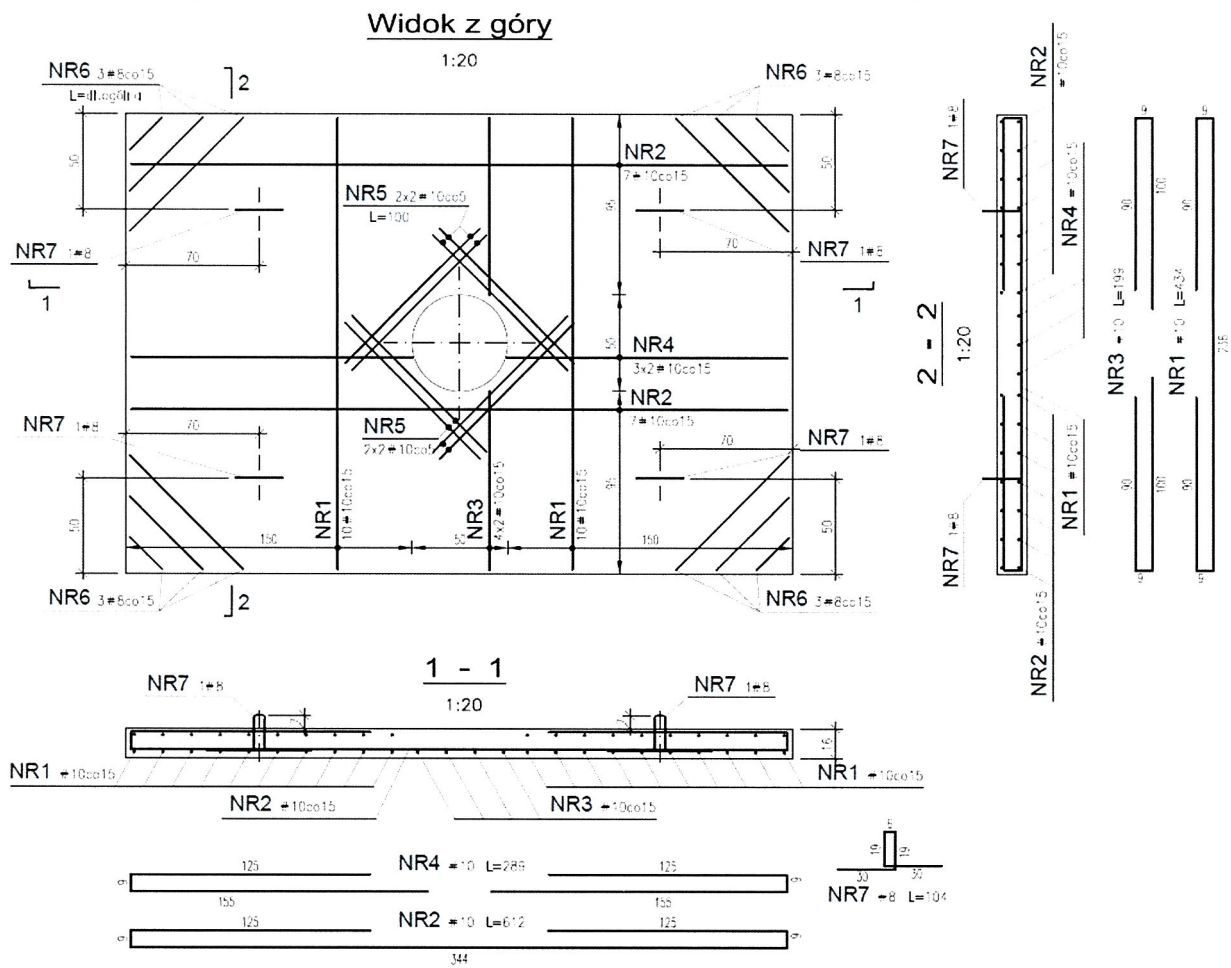 Widok z góry
1:20
NR6 3#8co15
L=dł.ogólna
2
NR6 3#8co15
50
NR5 2x2#10co5
L=100
NR2
7#10co15
95
50
NR7 1#8
70
70
NR7 1#8
1
1
50
NR4
3x2#10co15
NR2
7#10co15
NR7 1#8
70
NR5
2x2#10co5
70
NR7 1#8
95
50
50
NR1
10#10co15
NR3
4x2#10co15
NR1
10#10co15
150
50
150
NR6 3#8co15
2
NR6 3#8co15
2 - 2
1:20
NR2 #10co15
NR7 1#8
NR4 #10co15
NR1 #10co15
NR7 1#8
NR2 #10co15
9
90
100
NR3 #10 L=199
90
100
9
9
90
NR1 #10 L=434
90
9
1 - 1
1:20
NR7 1#8
NR7 1#8
7
7
16
NR1 #10co15
NR2 #10co15
NR3 #10co15
NR1 #10co15
125
NR4 #10 L=289
125
9
9
155
155
125
NR2 #10 L=612
125
9
9
344
19
19
30
30
NR7 #8 L=104